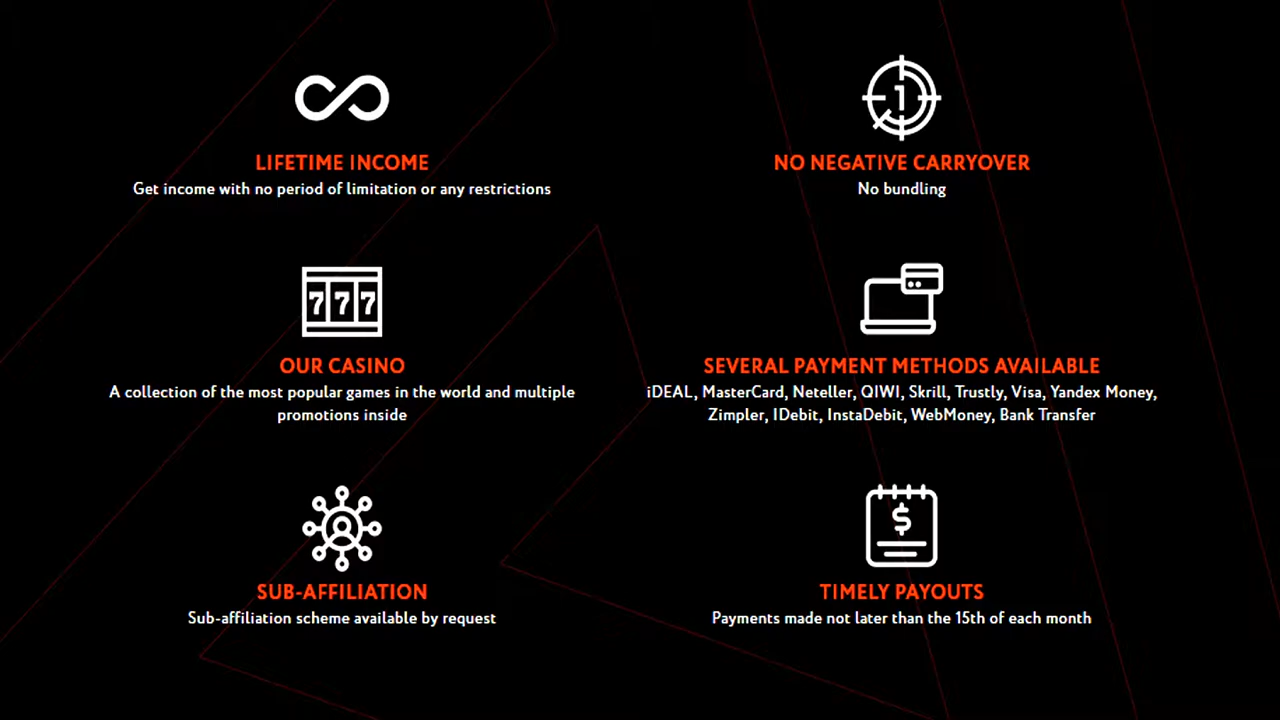 LIFETIME INCOME
Get income with no period of limitation or any restrictions
1
NO NEGATIVE CARRYOVER
No bundling
777
OUR CASINO
A collection of the most popular games in the world and multiple
promotions inside
SEVERAL PAYMENT METHODS AVAILABLE
iDEAL, MasterCard, Neteller, QIWI, Skrill, Trustly, Visa, Yandex Money,
Zimpler, IDebit, InstaDebit, WebMoney, Bank Transfer
SUB-AFFILIATION
Sub-affiliation scheme available by request
$
TIMELY PAYOUTS
Payments made not later than the 15th of each month